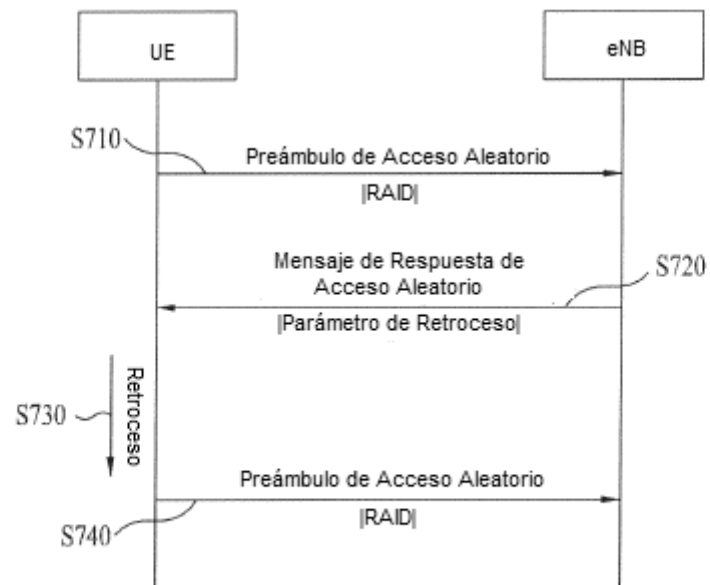 UE
eNB
S710
Preámbulo de Acceso Aleatorio
|RAID|
Mensaje de Respuesta de
Acceso Aleatorio
S720
|Parámetro de Retroceso|
S730
Retroceso
Preámbulo de Acceso Aleatorio
|RAID|
S740